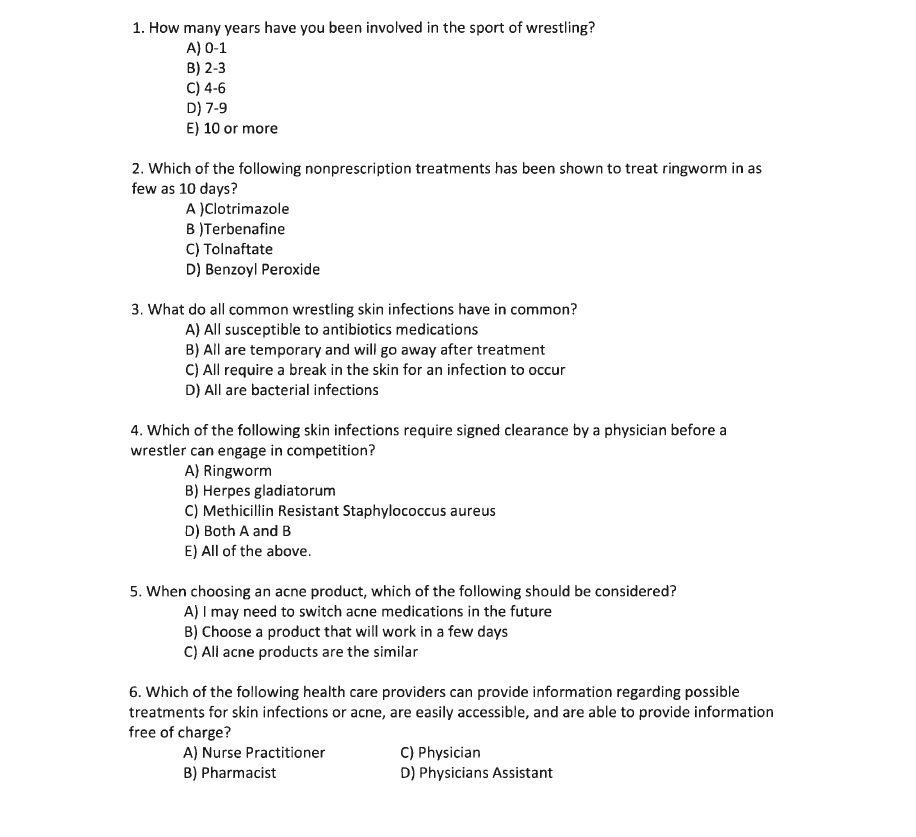 1. How many years have you been involved in the sport of wrestling?
A) 0-1
B) 2-3
C) 4-6
D) 7-9
E) 10 or more
2. Which of the following nonprescription treatments has been shown to treat ringworm in as
few as 10 days?
A )Clotrimazole
B )Terbenafine
C) Tolnaftate
D) Benzoyl Peroxide
3. What do all common wrestling skin infections have in common?
A) All susceptible to antibiotics medications
B) All are temporary and will go away after treatment
C) All require a break in the skin for an infection to occur
D) All are bacterial infections
4. Which of the following skin infections require signed clearance by a physician before a
wrestler can engage in competition?
A) Ringworm
B) Herpes gladiatorum
C) Methicillin Resistant Staphylococcus aureus
D) Both A and B
E) All of the above.
5. When choosing an acne product, which of the following should be considered?
A) I may need to switch acne medications in the future
B) Choose a product that will work in a few days
C) All acne products are the similar
6. Which of the following health care providers can provide information regarding possible
treatments for skin infections or acne, are easily accessible, and are able to provide information
free of charge?
A) Nurse Practitioner
B) Pharmacist
C) Physician
D) Physicians Assistant